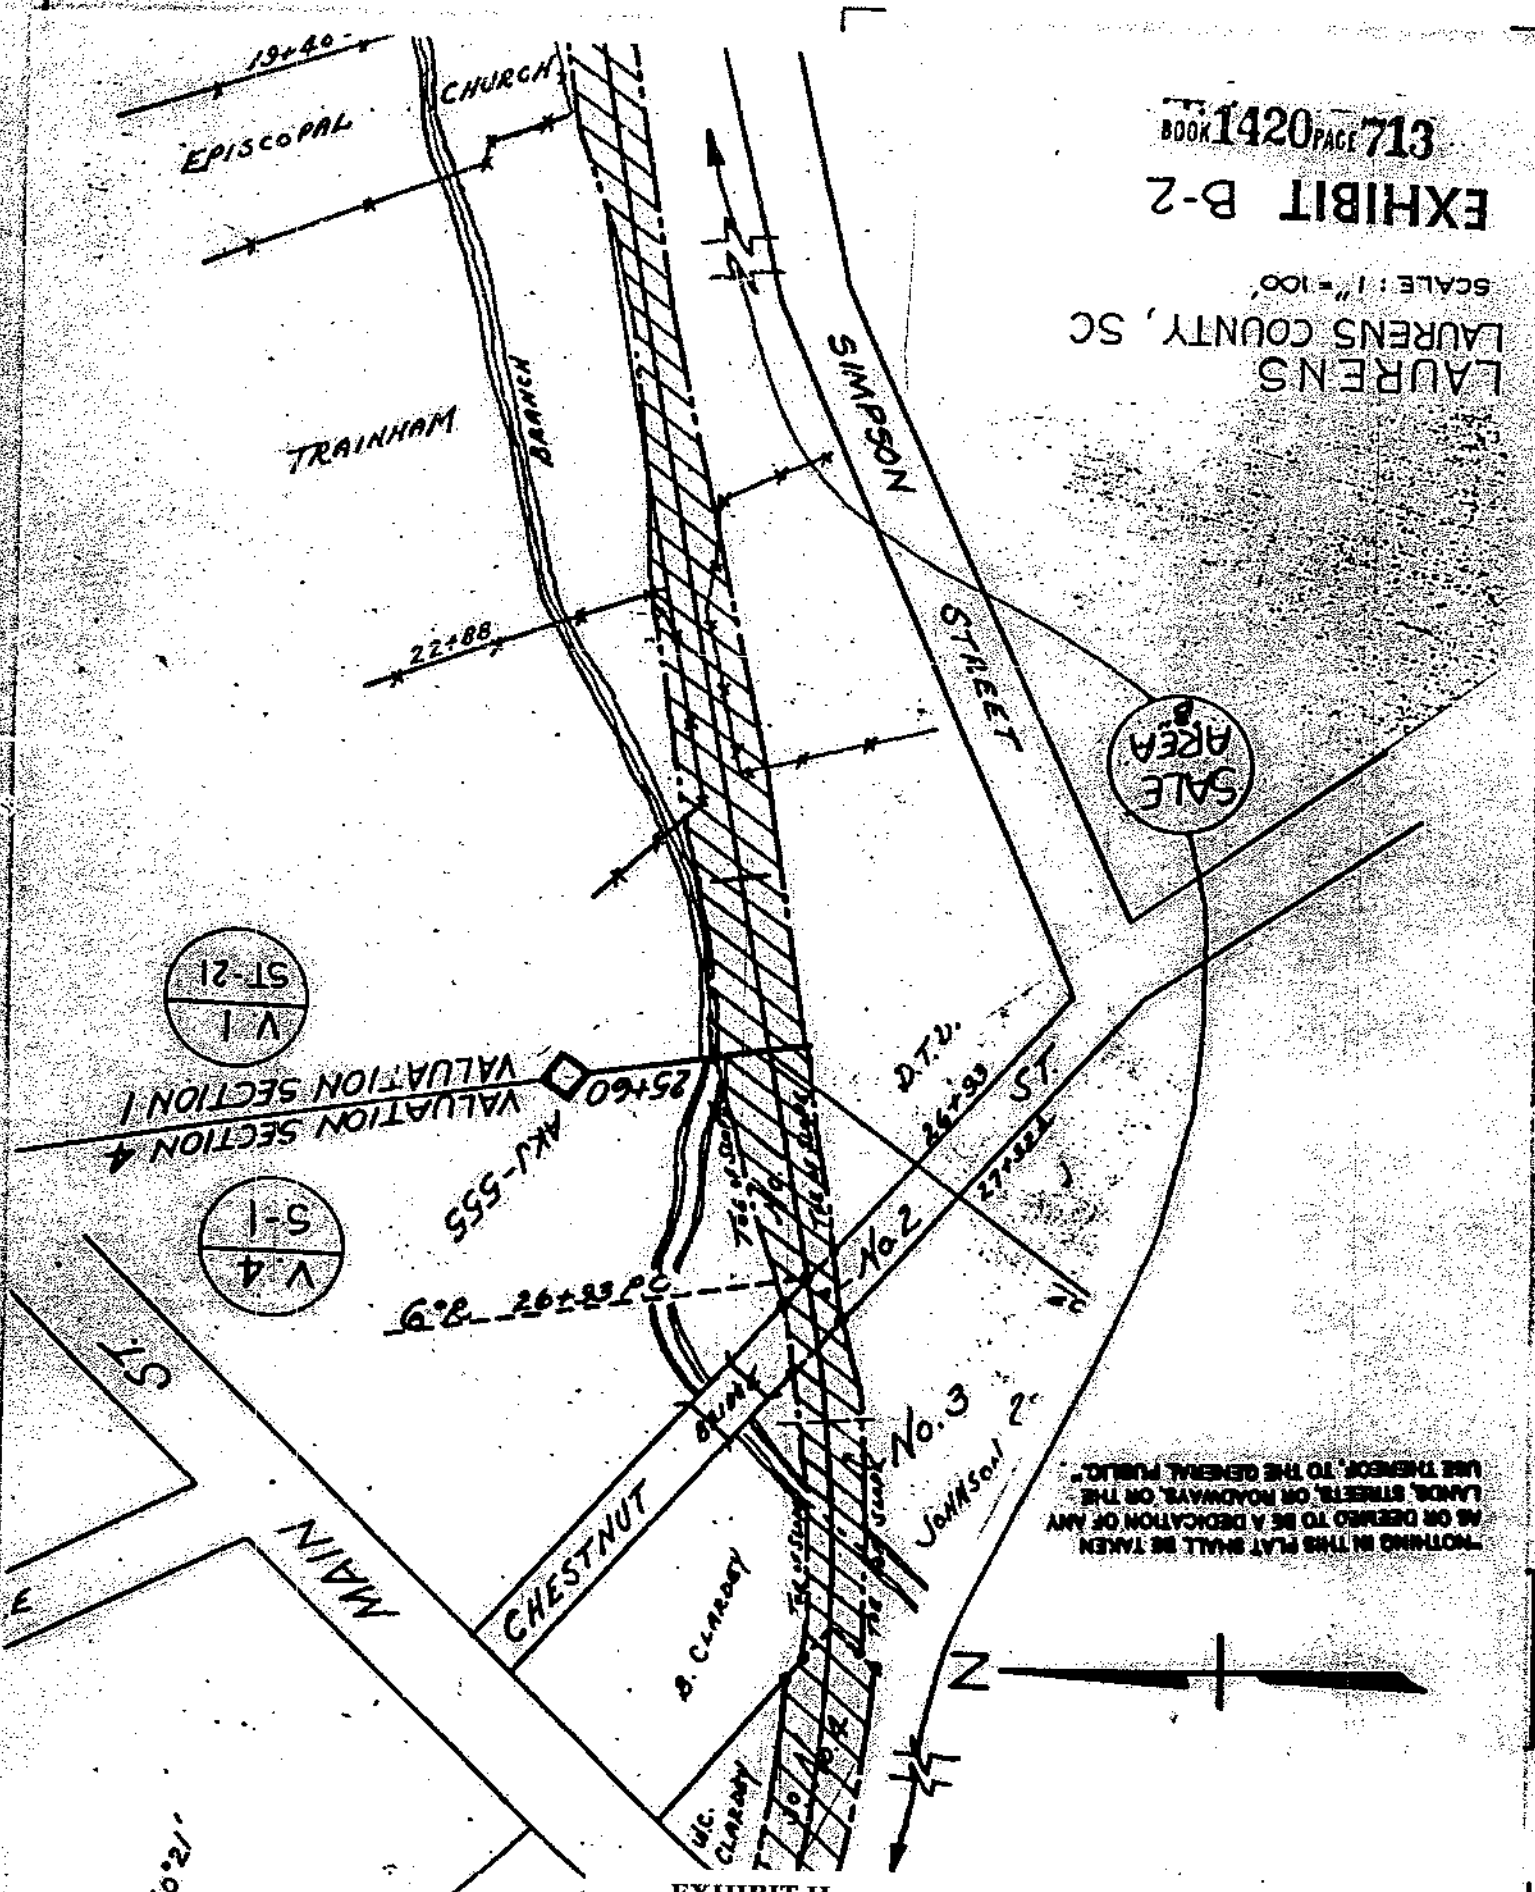 19+40
EPISCOPAL
CHURCH
BOOK 1420 PAGE 713
EXHIBIT B-2
SCALE : 1" = 100'
LAURENS COUNTY, SC
LAURENS
TRAINHAM
BRANCH
SIMPSON
STREET
22+88
SALE
AREA
V.1
ST-21
VALUATION SECTION 1
VALUATION SECTION 4
25+60
AKJ-555
V.4
S-1
D.T.U.
26+93
ST.
27+32
No. 2
6°8
26+33 PC
ST.
MAIN
E
CHESTNUT
No. 3
JOHNSON
"NOTHING IN THIS PLAT SHALL BE TAKEN
AS OR DEEMED TO BE A DEDICATION OF ANY
LANDS, STREETS, OR ROADWAYS, OR THE
USE THEREOF, TO THE GENERAL PUBLIC."
B. CLARDY
N
CLARDY
EXHIBIT H